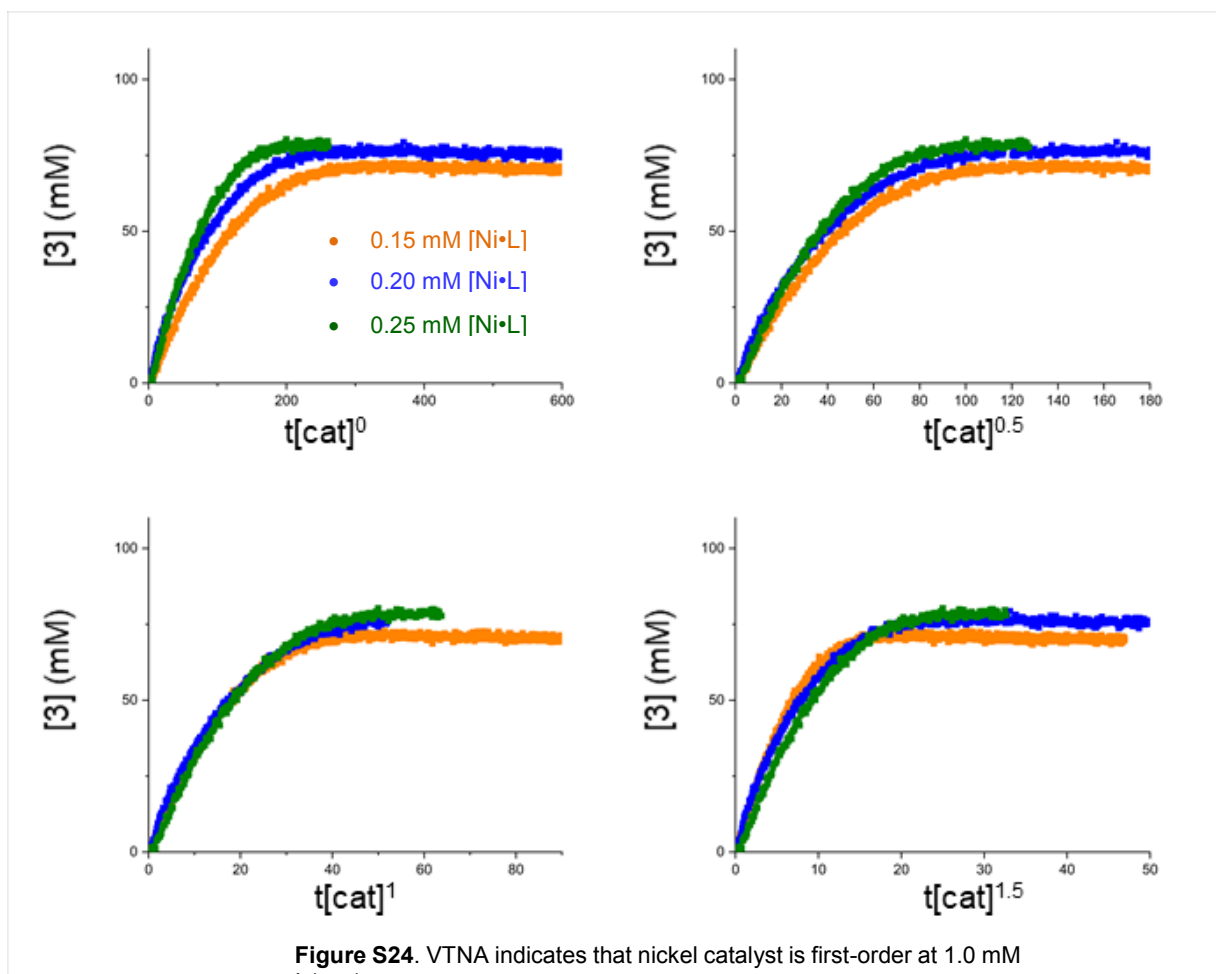 100
50
0
[3] (mM)
0 200 400 600
t[cat]0
0.15 mM [Ni•L]
0.20 mM [Ni•L]
0.25 mM [Ni•L]
100
50
0
[3] (mM)
0 20 40 60 80 100 120 140 160 180
t[cat]0.5
100
50
0
[3] (mM)
0 20 40 60 80
t[cat]1
100
50
0
[3] (mM)
0 10 20 30 40 50
t[cat]1.5
Figure S24. VTNA indicates that nickel catalyst is first-order at 1.0 mM